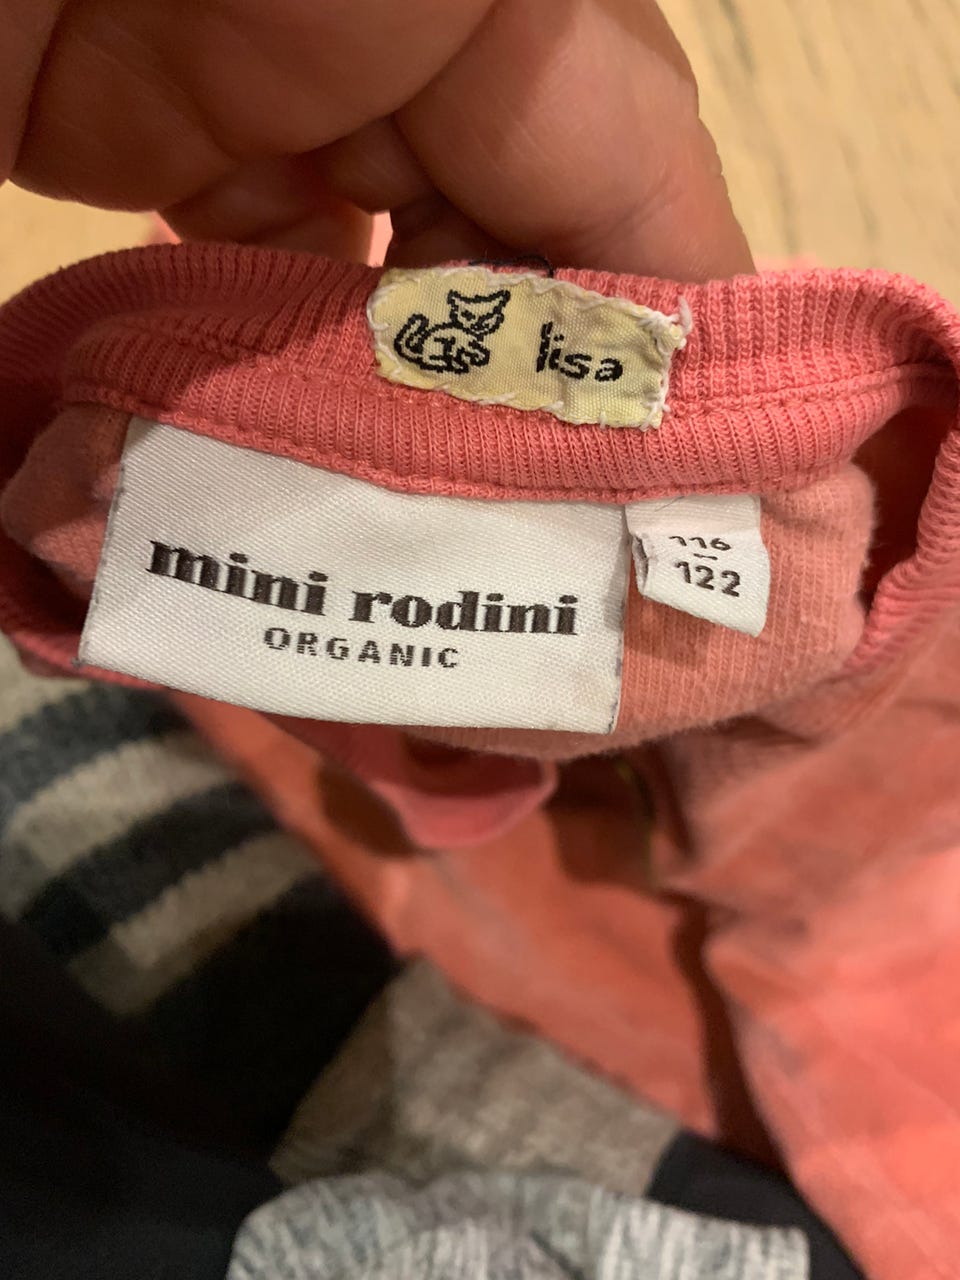 lisa
mini rodini
ORGANIC
116
-
122